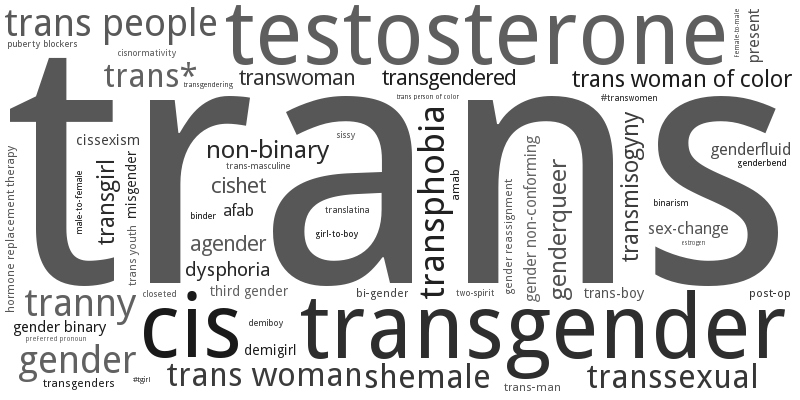 trans people
testosterone
female-to-male
present
puberty blockers
cisnormativity
trans*
transgendering
transwoman
transgendered
trans woman of color
trans person of color
#transwomen
trans
cissexism
sissy
non-binary
genderfluid
genderbend
trans-masculine
cishet
hormone replacement therapy
male-to-female
transgirl
misgender
transphobia
amab
gender reassignment
gender non-conforming
genderqueer
transmisogyny
binarism
binder
afab
translatina
sex-change
estrogen
girl-to-boy
agender
trans youth
dysphoria
third gender
closeted
bi-gender
two-spirit
trans-boy
post-op
tranny
cis
transgender
gender binary
demiboy
preferred pronoun
demigirl
gender
transgenders
#tgirl
trans woman
shemale
trans-man
transsexual